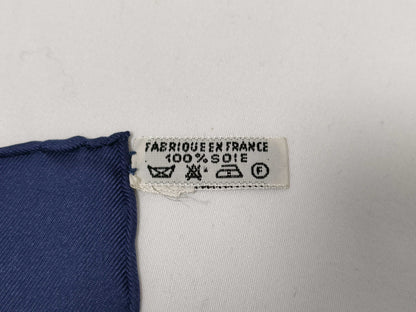 FABRIQUE EN FRANCE
100% SOIE
F